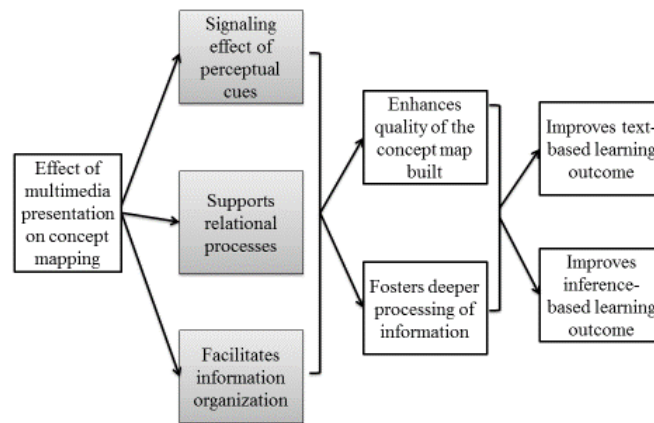 Effect of
multimedia
presentation
on concept
mapping
Signaling
effect of
perceptual
cues
Supports
relational
processes
Facilitates
information
organization
Enhances
quality of the
concept map
built
Fosters deeper
processing of
information
Improves text-
based learning
outcome
Improves
inference-
based learning
outcome